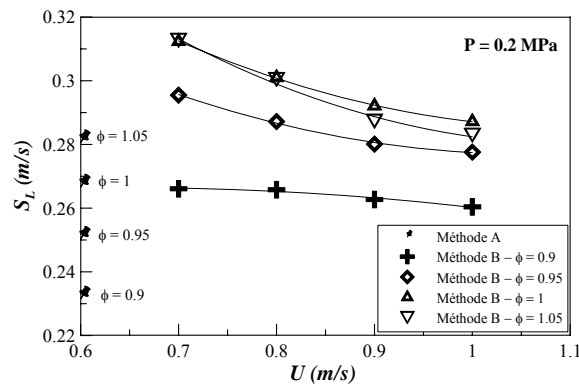 0.32
P = 0.2 MPa
0.3
S_L (m/s)
0.28
ϕ = 1.05
ϕ = 1
0.26
ϕ = 0.95
0.24
ϕ = 0.9
0.22
Méthode A
Méthode B – ϕ = 0.9
Méthode B – ϕ = 0.95
Méthode B – ϕ = 1
Méthode B – ϕ = 1.05
0.6 0.7 0.8 0.9 1 1.1
U (m/s)